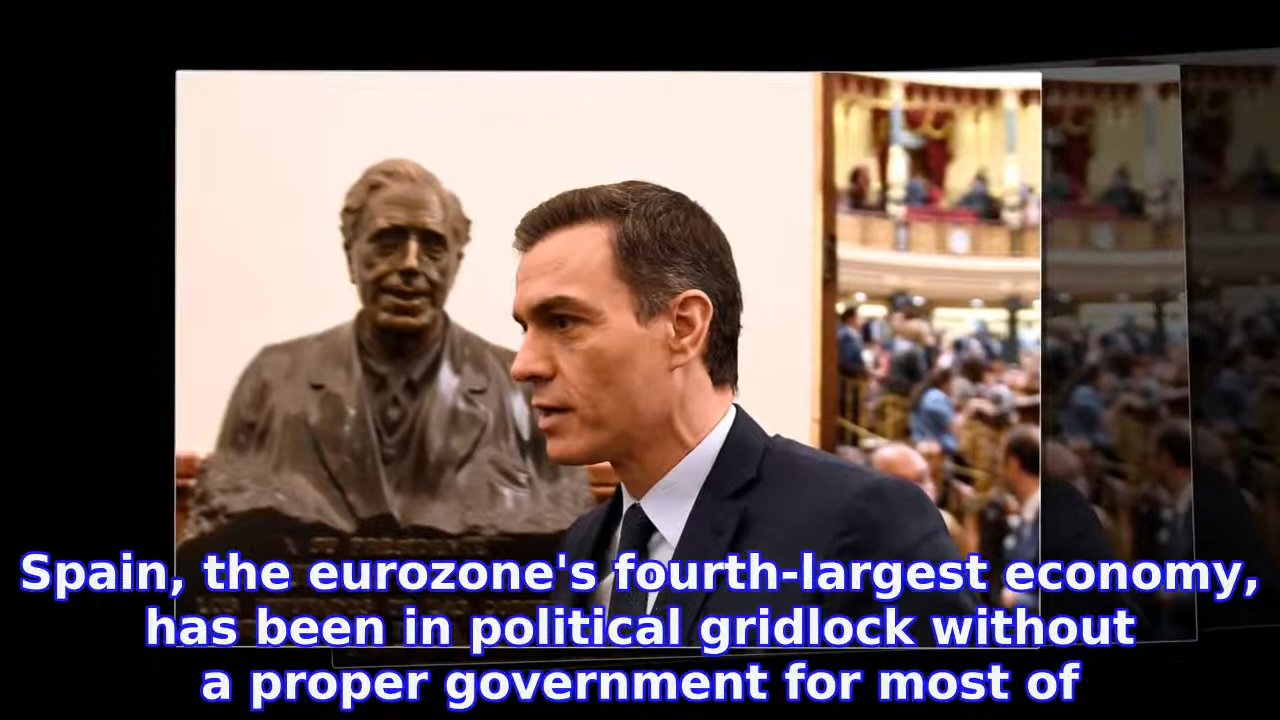 Spain, the eurozone's fourth-largest economy,
has been in political gridlock without
a proper government for most of